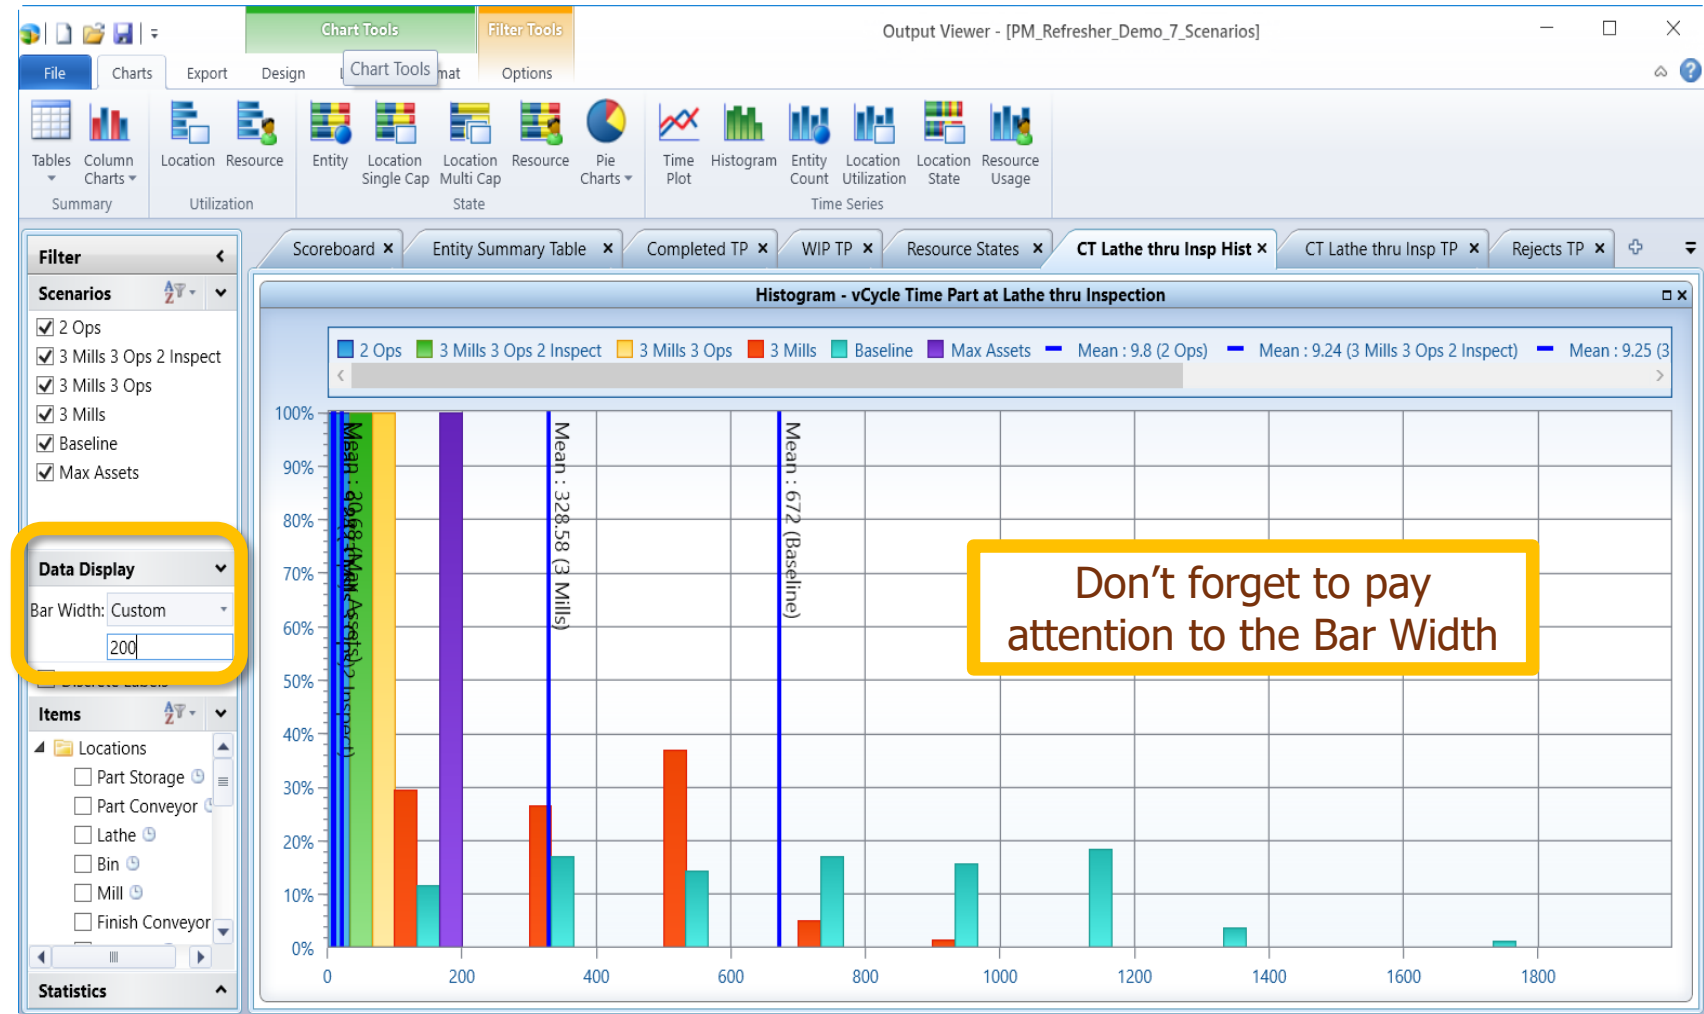 Chart Tools
Filter Tools
Output Viewer - [PM_Refresher_Demo_7_Scenarios]
File
Charts
Export
Design
Chart Tools
Options
Tables
Column
Charts
Summary
Location
Resource
Utilization
Entity
Location
Single Cap
Location
Multi Cap
Resource
Pie
Charts
State
Time
Plot
Histogram
Entity
Count
Location
Utilization
Location
State
Resource
Usage
Time Series
Filter
Scoreboard
Entity Summary Table
Completed TP
WIP TP
Resource States
CT Lathe thru Insp Hist
CT Lathe thru Insp TP
Rejects TP
Scenarios
2 Ops
3 Mills 3 Ops 2 Inspect
3 Mills 3 Ops
3 Mills
Baseline
Max Assets
Data Display
Bar Width: Custom
200
Items
Locations
Part Storage
Part Conveyor
Lathe
Bin
Mill
Finish Conveyor
Statistics
Histogram - vCycle Time Part at Lathe thru Inspection
2 Ops
3 Mills 3 Ops 2 Inspect
3 Mills 3 Ops
3 Mills
Baseline
Max Assets
Mean : 9.8 (2 Ops)
Mean : 9.24 (3 Mills 3 Ops 2 Inspect)
Mean : 9.25 (3
100%
90%
80%
70%
60%
50%
40%
30%
20%
10%
0%
Mean : 328.58 (3 Mills)
Mean : 672 (Baseline)
Don't forget to pay
attention to the Bar Width
0
200
400
600
800
1000
1200
1400
1600
1800